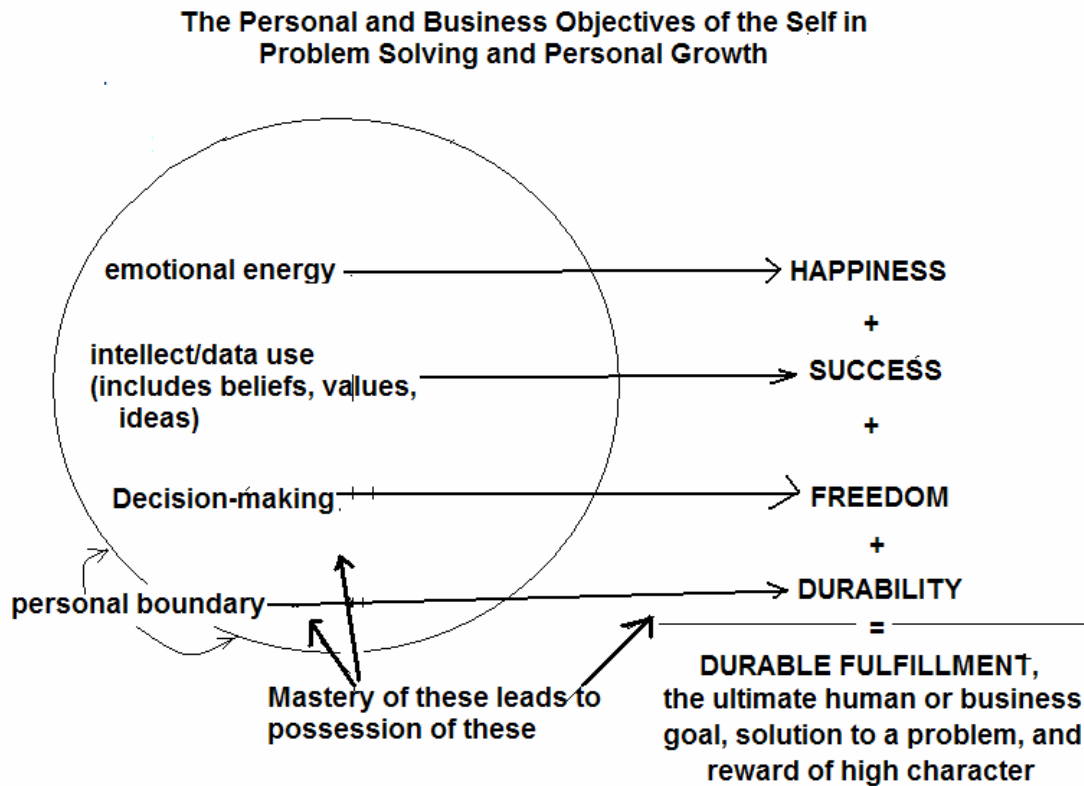 The Personal and Business Objectives of the Self in
Problem Solving and Personal Growth
emotional energy
HAPPINESS
+
intellect/data use
(includes beliefs, values,
ideas)
SUCCESS
+
Decision-making
FREEDOM
+
personal boundary
DURABILITY
=
Mastery of these leads to
possession of these
DURABLE FULFILLMENT,
the ultimate human or business
goal, solution to a problem, and
reward of high character